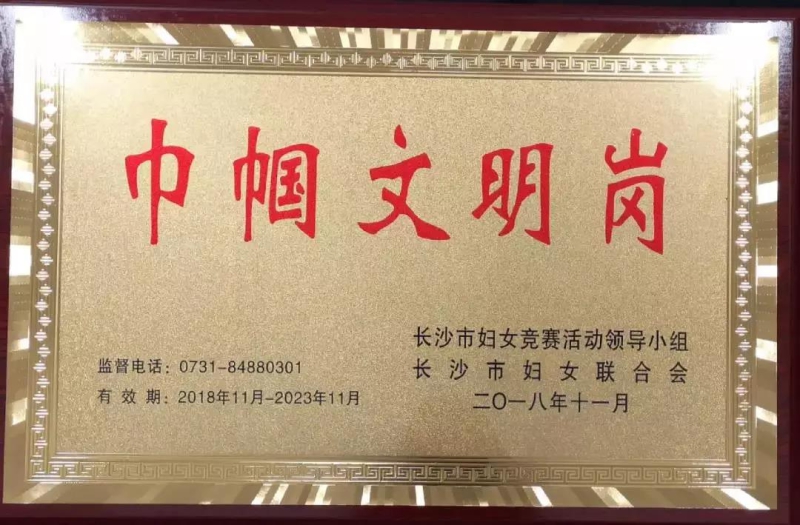 巾帼文明岗
长沙市妇女竞赛活动领导小组
监督电话：0731-84880301
长沙市妇女联合会
有效期：2018年11月-2023年11月
二〇一八年十一月